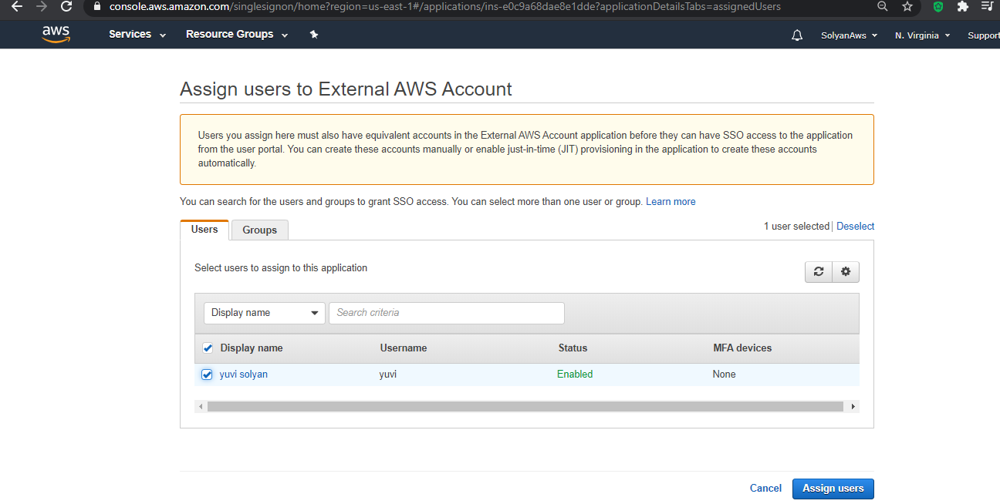 console.aws.amazon.com/singlesignon/home?region=us-east-1#/applications/ins-e0c9a68dae8e1dde?applicationDetailsTabs=assignedUsers
aws Services Resource Groups SolyanAws N. Virginia Support
Assign users to External AWS Account
Users you assign here must also have equivalent accounts in the External AWS Account application before they can have SSO access to the application
from the user portal. You can create these accounts manually or enable just-in-time (JIT) provisioning in the application to create these accounts
automatically.
You can search for the users and groups to grant SSO access. You can select more than one user or group. Learn more
Users Groups 1 user selected | Deselect
Select users to assign to this application
Display name Search criteria
Display name Username Status MFA devices
yuvi solyan yuvi Enabled None
Cancel Assign users